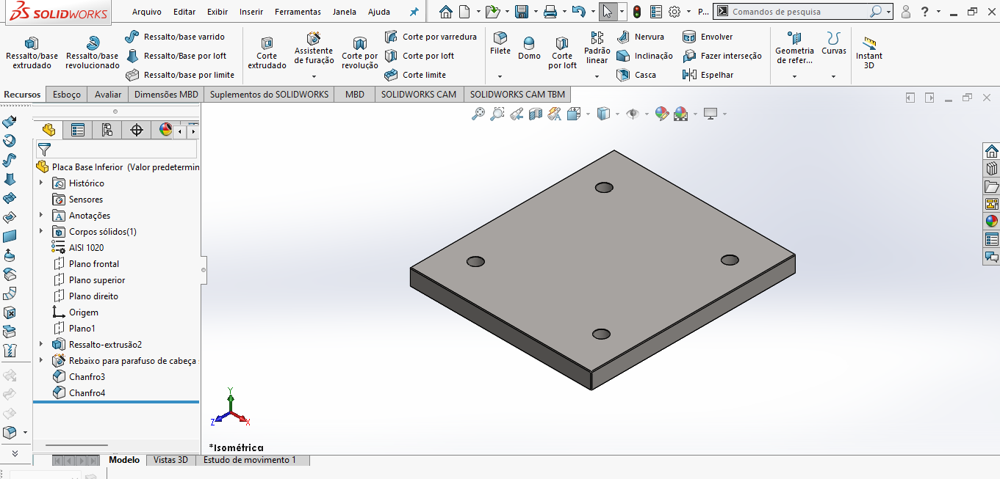 SOLIDWORKS Arquivo Editar Exibir Inserir Ferramentas Janela Ajuda P... Comandos de pesquisa ?
Ressalto/base extrudado
Ressalto/base revolucionado
Ressalto/base varrido
Ressalto/Base por loft
Ressalto/base por limite
Corte extrudado
Assistente de furação
Corte por revolução
Corte por varredura
Corte por loft
Corte limite
Filete
Domo
Corte por loft
Padrão linear
Nervura
Inclinação
Casca
Envolver
Fazer interseção
Espelhar
Geometria de refer...
Curvas
Instant 3D
Recursos Esboço Avaliar Dimensões MBD Suplementos do SOLIDWORKS MBD SOLIDWORKS CAM SOLIDWORKS CAM TBM
Placa Base Inferior (Valor predetermin
Histórico
Sensores
Anotações
Corpos sólidos(1)
AISI 1020
Plano frontal
Plano superior
Plano direito
Origem
Plano1
Ressalto-extrusão2
Rebaixo para parafuso de cabeça
Chanfro3
Chanfro4
Y
Z
X
*Isométrica
Modelo Vistas 3D Estudo de movimento 1